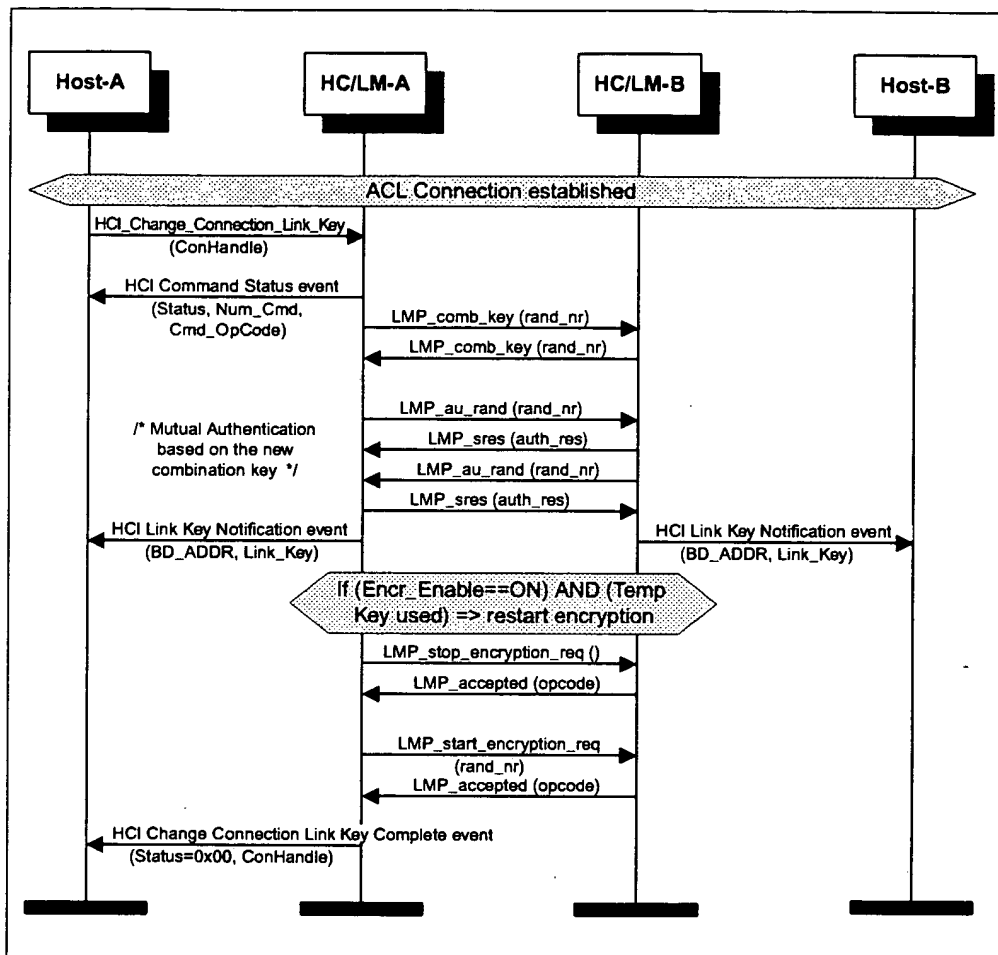 Host-A
HC/LM-A
HC/LM-B
Host-B
ACL Connection established
HCI_Change_Connection_Link_Key
(ConHandle)
HCI Command Status event
(Status, Num_Cmd,
Cmd_OpCode)
LMP_comb_key (rand_nr)
LMP_comb_key (rand_nr)
LMP_au_rand (rand_nr)
/* Mutual Authentication
based on the new
combination key */
LMP_sres (auth_res)
LMP_au_rand (rand_nr)
LMP_sres (auth_res)
HCI Link Key Notification event
(BD_ADDR, Link_Key)
HCI Link Key Notification event
(BD_ADDR, Link_Key)
If (Encr_Enable==ON) AND (Temp
Key used) => restart encryption
LMP_stop_encryption_req ()
LMP_accepted (opcode)
LMP_start_encryption_req
(rand_nr)
LMP_accepted (opcode)
HCI Change Connection Link Key Complete event
(Status=0x00, ConHandle)